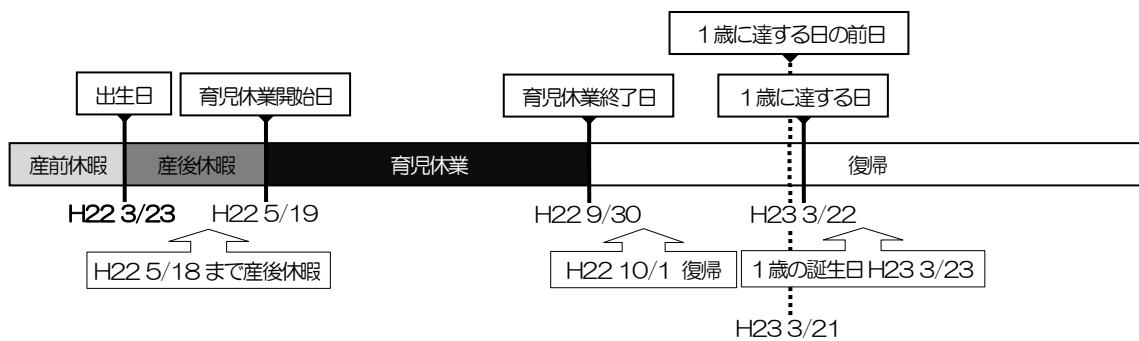 1歳に達する日の前日
出生日
育児休業開始日
育児休業終了日
1歳に達する日
産前休暇
産後休暇
育児休業
復帰
H22 3/23
H22 5/19
H22 9/30
H23 3/22
H22 5/18 まで産後休暇
H22 10/1 復帰
1歳の誕生日 H23 3/23
H23 3/21